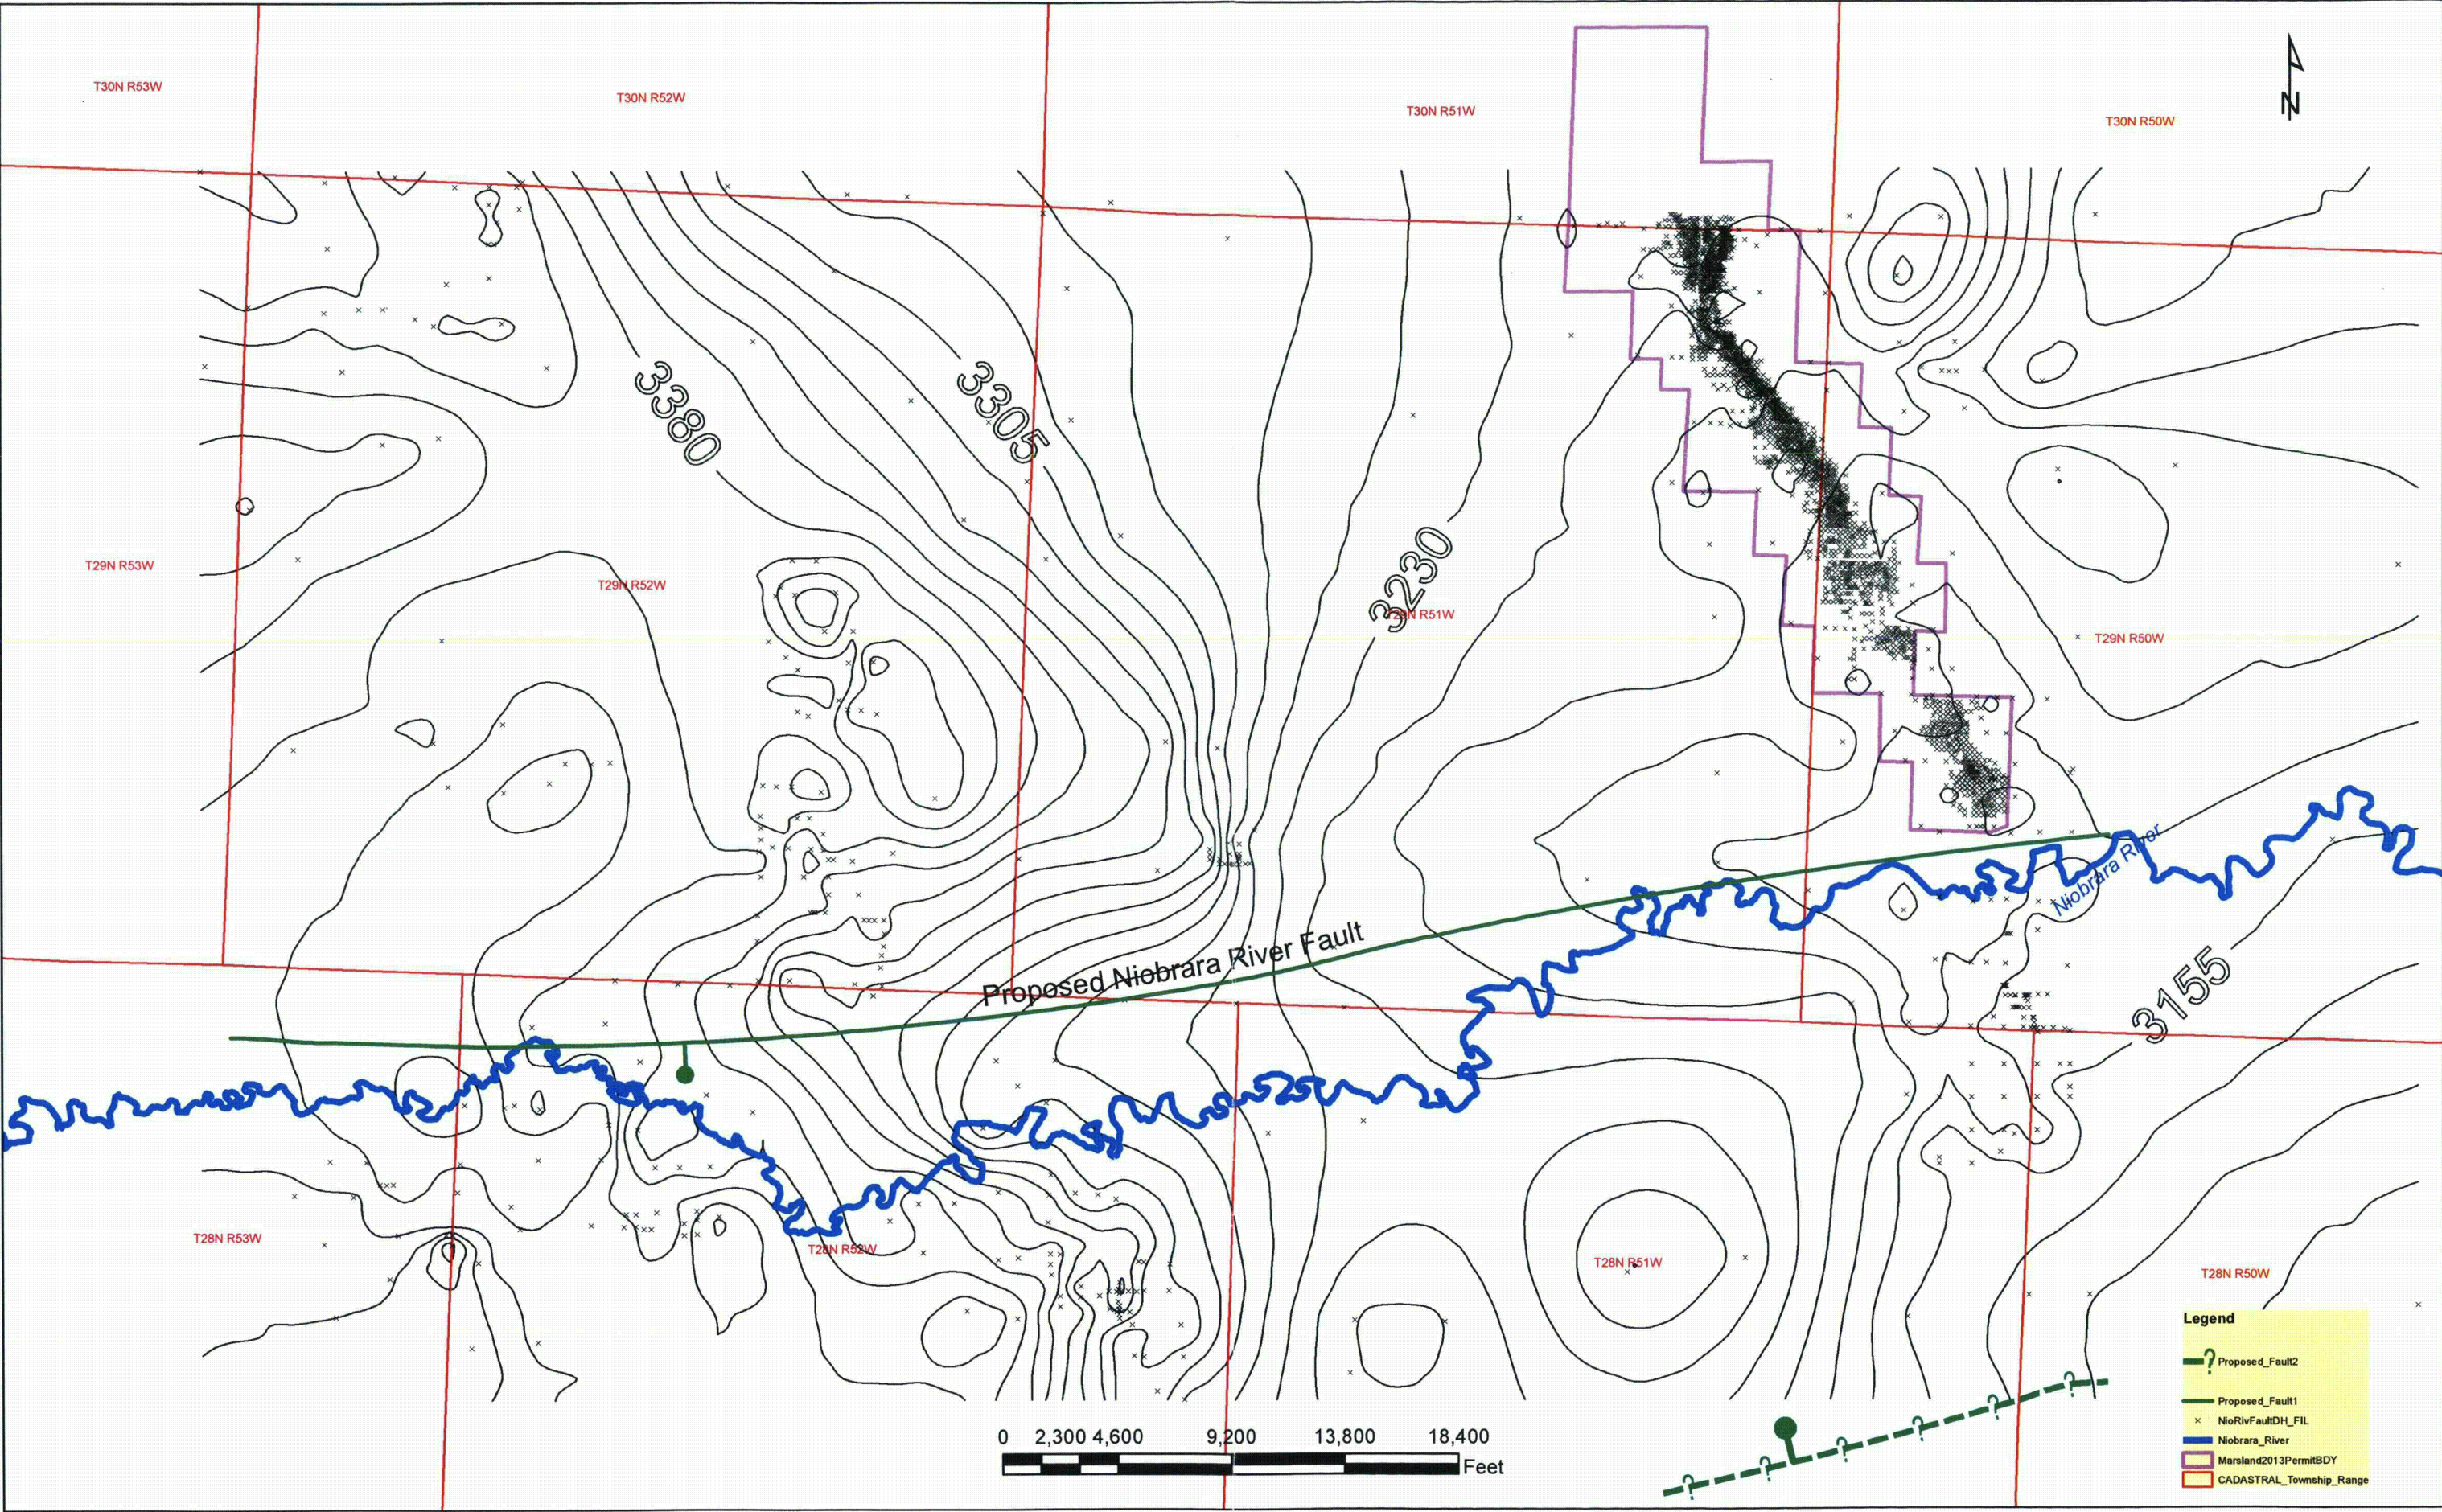 T30N R53W
T30N R52W
T30N R51W
T30N R50W
N
3380
3305
3230
T29N R53W
T29N R52W
T29N R51W
T29N R50W
Niobrara River
Proposed Niobrara River Fault
3155
T28N R53W
T28N R52W
T28N R51W
T28N R50W
Legend
? Proposed_Fault2
Proposed_Fault1
× NioRivFaultDH_FIL
Niobrara_River
Marsland2013PermitBDY
CADASTRAL_Township_Range
0 2,300 4,600 9,200 13,800 18,400
Feet
? ? ? ? ? ?